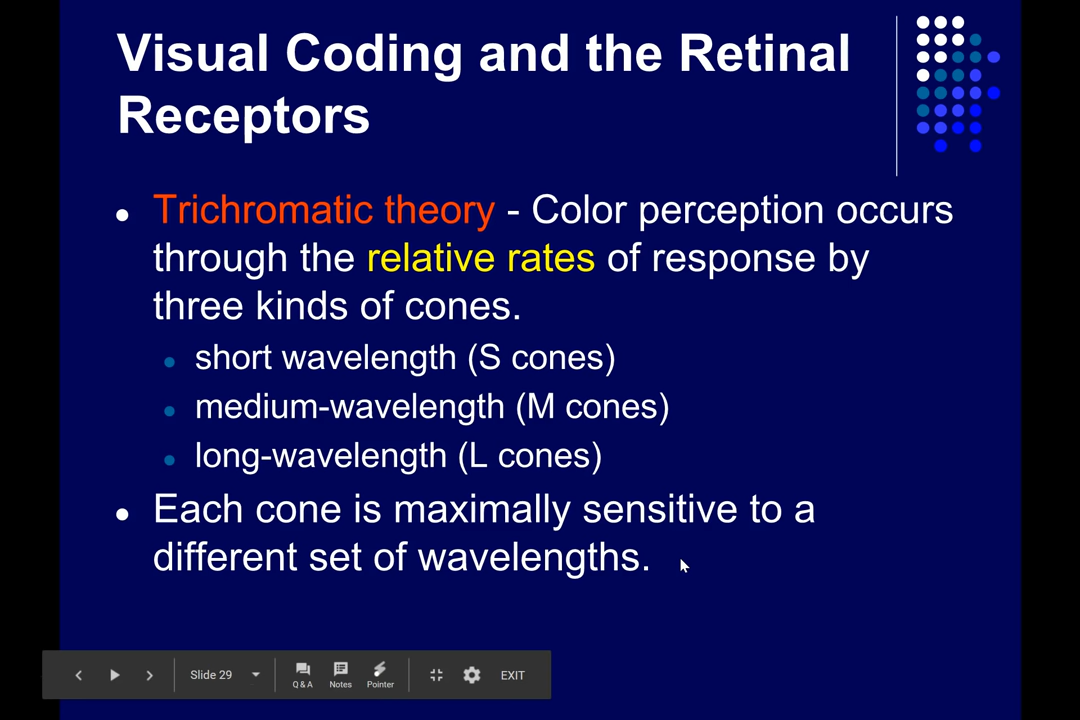 Visual Coding and the Retinal
Receptors
Trichromatic theory - Color perception occurs
through the relative rates of response by
three kinds of cones.
short wavelength (S cones)
medium-wavelength (M cones)
long-wavelength (L cones)
Each cone is maximally sensitive to a
different set of wavelengths.
Slide 29
Q & A
Notes
Pointer
EXIT